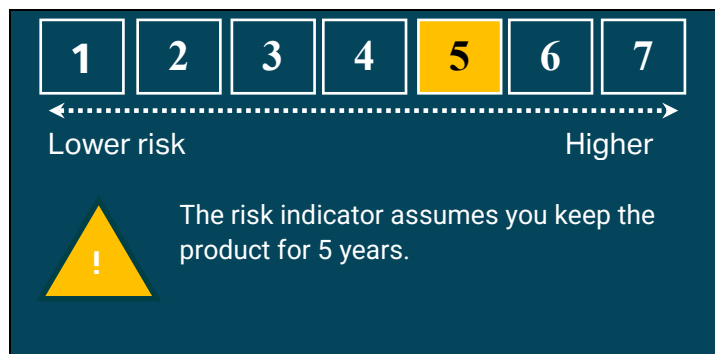 1 2 3 4 5 6 7
Lower risk Higher
The risk indicator assumes you keep the
product for 5 years.
!